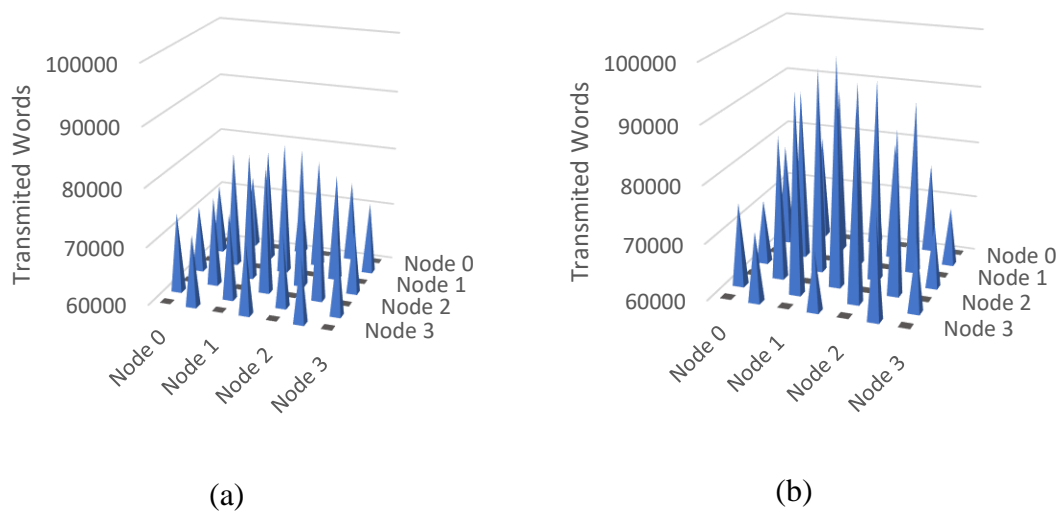 Transmited Words
100000
90000
80000
70000
60000
Node 0
Node 1
Node 2
Node 3
Node 0
Node 1
Node 2
Node 3
(a)
Transmited Words
100000
90000
80000
70000
60000
Node 0
Node 1
Node 2
Node 3
Node 0
Node 1
Node 2
Node 3
(b)